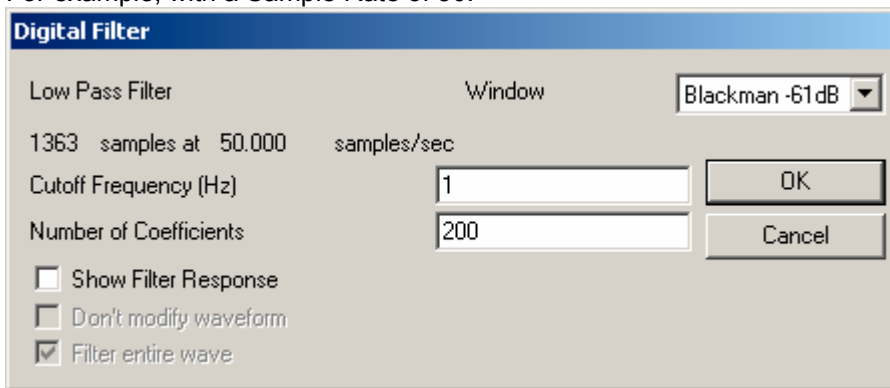 For example, with a Sample Rate of 50:
Digital Filter
Low Pass Filter Window Blackman -61dB
1363 samples at 50.000 samples/sec
Cutoff Frequency (Hz) 1 OK
Number of Coefficients 200 Cancel
Show Filter Response
Don't modify waveform
Filter entire wave